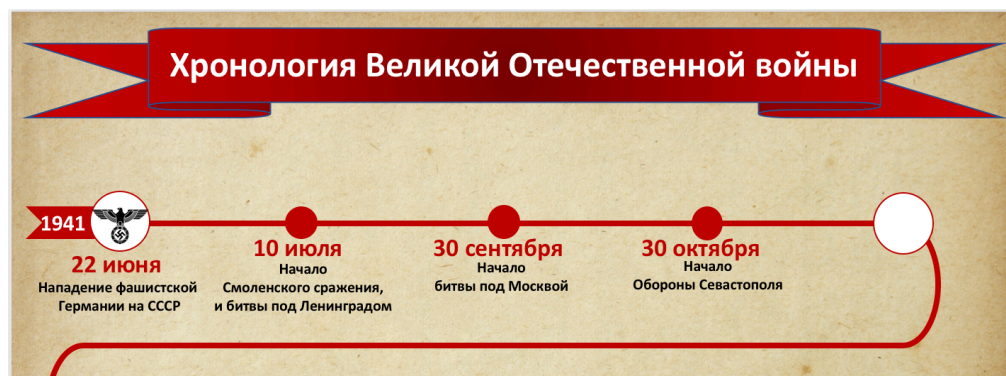 Хронология Великой Отечественной войны
1941
22 июня
Нападение фашистской
Германии на СССР
10 июля
Начало
Смоленского сражения,
и битвы под Ленинградом
30 сентября
Начало
битвы под Москвой
30 октября
Начало
Обороны Севастополя